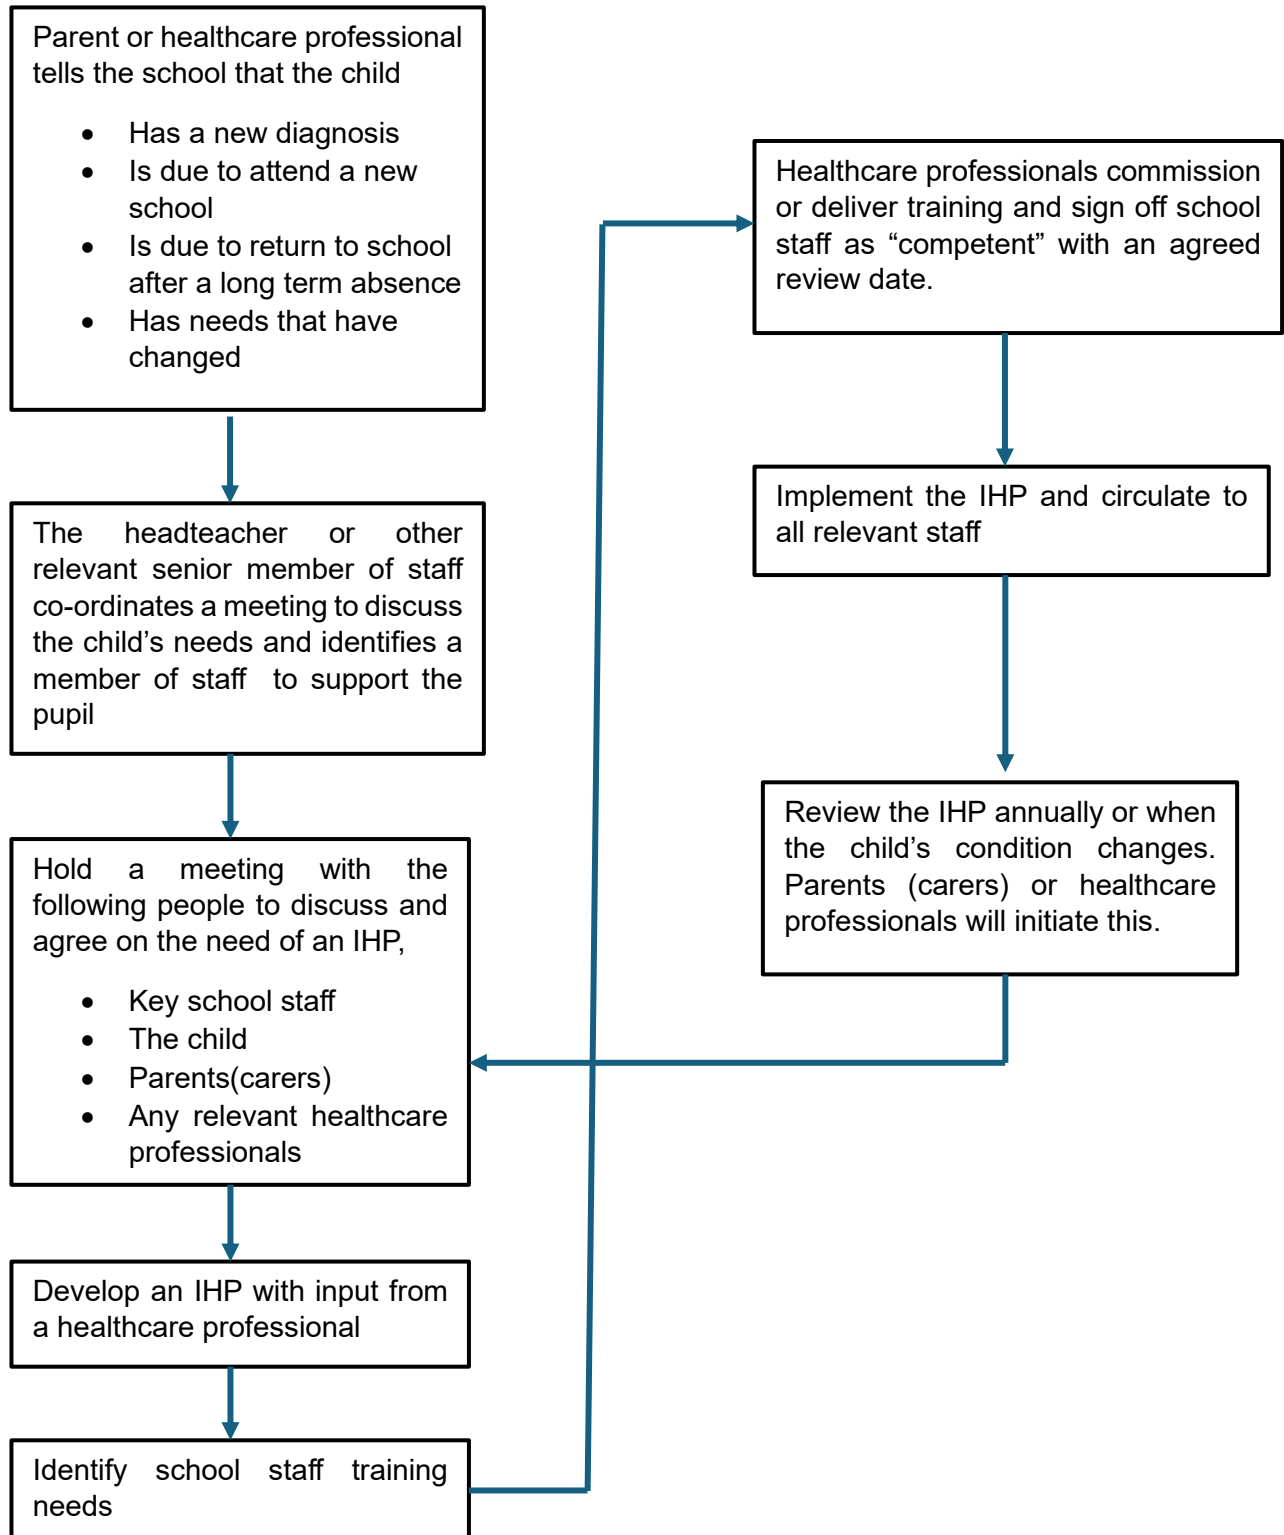 Parent or healthcare professional
tells the school that the child
• Has a new diagnosis
• Is due to attend a new
school
• Is due to return to school
after a long term absence
• Has needs that have
changed
The headteacher or other
relevant senior member of staff
co-ordinates a meeting to discuss
the child’s needs and identifies a
member of staff to support the
pupil
Hold a meeting with the
following people to discuss and
agree on the need of an IHP,
• Key school staff
• The child
• Parents(carers)
• Any relevant healthcare
professionals
Develop an IHP with input from
a healthcare professional
Identify school staff training
needs
Healthcare professionals commission
or deliver training and sign off school
staff as “competent” with an agreed
review date.
Implement the IHP and circulate to
all relevant staff
Review the IHP annually or when
the child’s condition changes.
Parents (carers) or healthcare
professionals will initiate this.